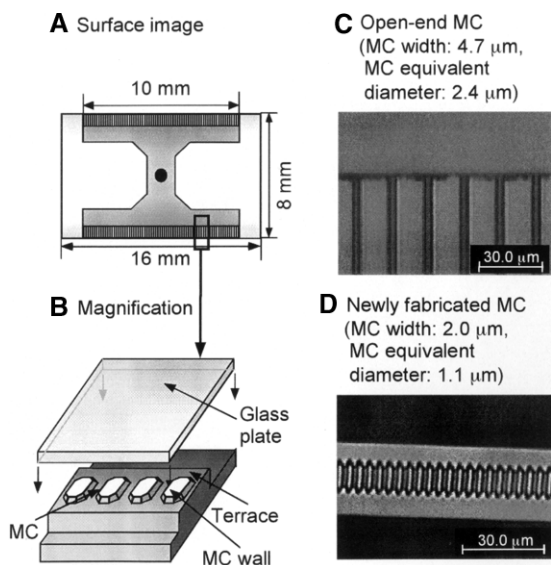 A Surface image
10 mm
8 mm
16 mm
B Magnification
Glass
plate
Terrace
MC
MC wall
C Open-end MC
(MC width: 4.7 μm,
MC equivalent
diameter: 2.4 μm)
30.0 μm
D Newly fabricated MC
(MC width: 2.0 μm,
MC equivalent
diameter: 1.1 μm)
30.0 μm